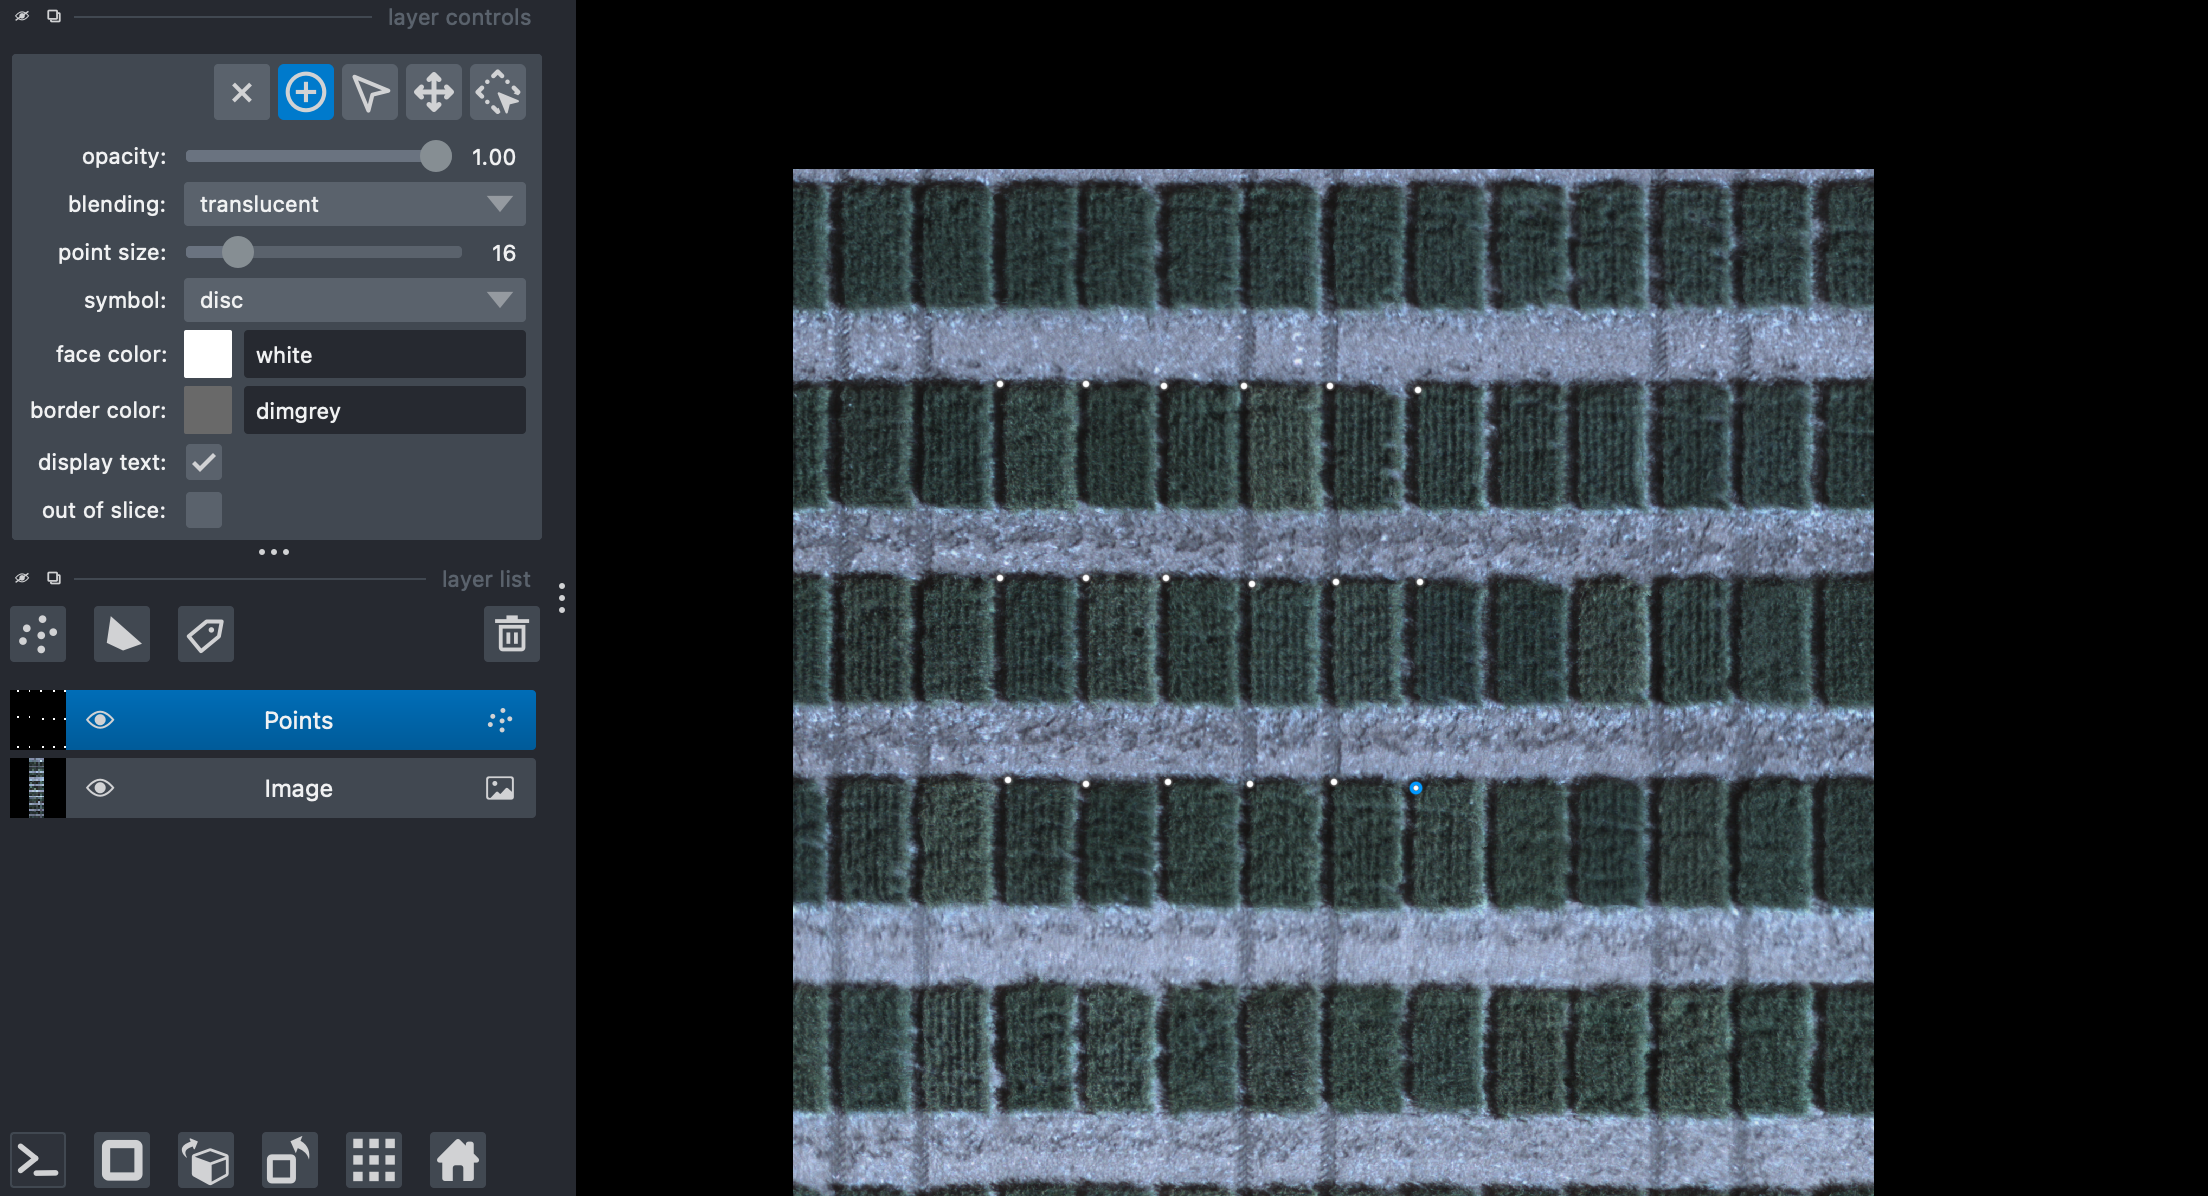 layer controls
opacity: 1.00
blending: translucent
point size: 16
symbol: disc
face color: white
border color: dimgrey
display text:
out of slice:
layer list
Points
Image